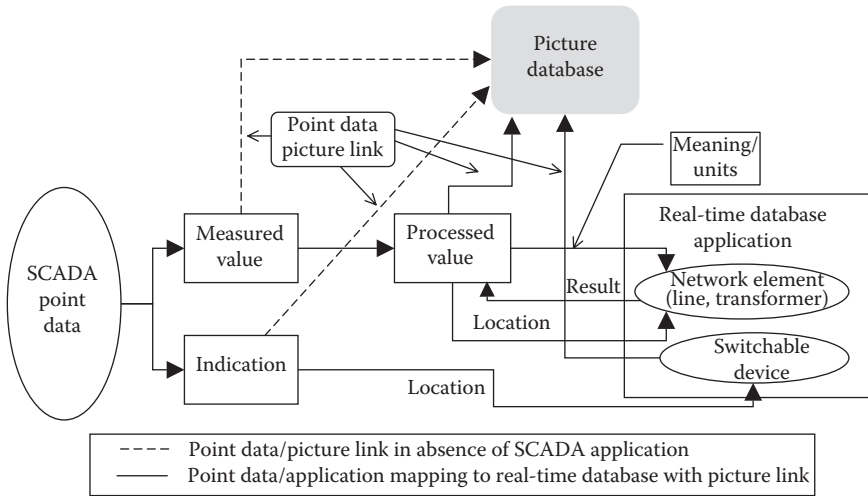 Picture
database
Point data
picture link
Meaning/
units
SCADA
point
data
Measured
value
Processed
value
Real-time database
application
Network element
(line, transformer)
Result
Location
Switchable
device
Indication
Location
Point data/picture link in absence of SCADA application
Point data/application mapping to real-time database with picture link